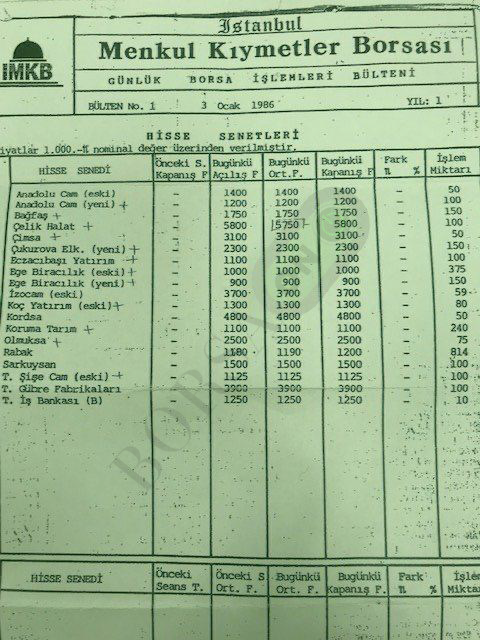 İstanbul
Menkul Kıymetler Borsası
İMKB
GÜNLÜK BORSA İŞLEMLERİ BÜLTENİ
BÜLTEN No. 1 3 Ocak 1986 YIL: 1
HİSSE SENETLERİ
iyatlar 1.000.-TL nominal değer üzerinden verilmiştir.
HİSSE SENEDİ Önceki S. Kapanış F Bugünkü Açılış F Bugünkü Ort.F. Bugünkü Kapanış F Fark TL % İşlem Miktarı
Anadolu Cam (eski) - 1400 1400 1400 - 50
Anadolu Cam (yeni) + - 1200 1200 1200 - 100
Bağfaş + - 1750 1750 1750 - 150
Çelik Halat + - 5800 5750 5800 - 100
Çimsa + - 3100 3100 3100 - 50
Çukurova Elk. (yeni) + - 2300 2300 2300 - 150
Eczacıbaşı Yatırım + - 1100 1100 1100 - 100
Ege Biracılık (eski) + - 1000 1000 1000 - 375
Ege Biracılık (yeni) + - 900 900 900 - 150
İzocam (eski) - 3700 3700 3700 - 59
Koç Yatırım (eski) + - 1300 1300 1300 - 80
Kordsa - 4800 4800 4800 - 50
Koruma Tarım + - 1100 1100 1100 - 240
Olmuksa + - 2500 2500 2500 - 75
Rabak - 1180 1190 1200 - 814
Sarkuysan - 1500 1500 1500 - 100
T. Şişe Cam (eski) + - 1125 1125 1125 - 100
T. Gübre Fabrikaları - 3900 3900 3900 - 100
T. İş Bankası (B) - 1250 1250 1250 - 10
HİSSE SENEDİ Önceki Seans T. Önceki S Ort. F. Bugünkü Ort. F. Bugünkü Kapanış F. Fark TL % İşlem Miktarı